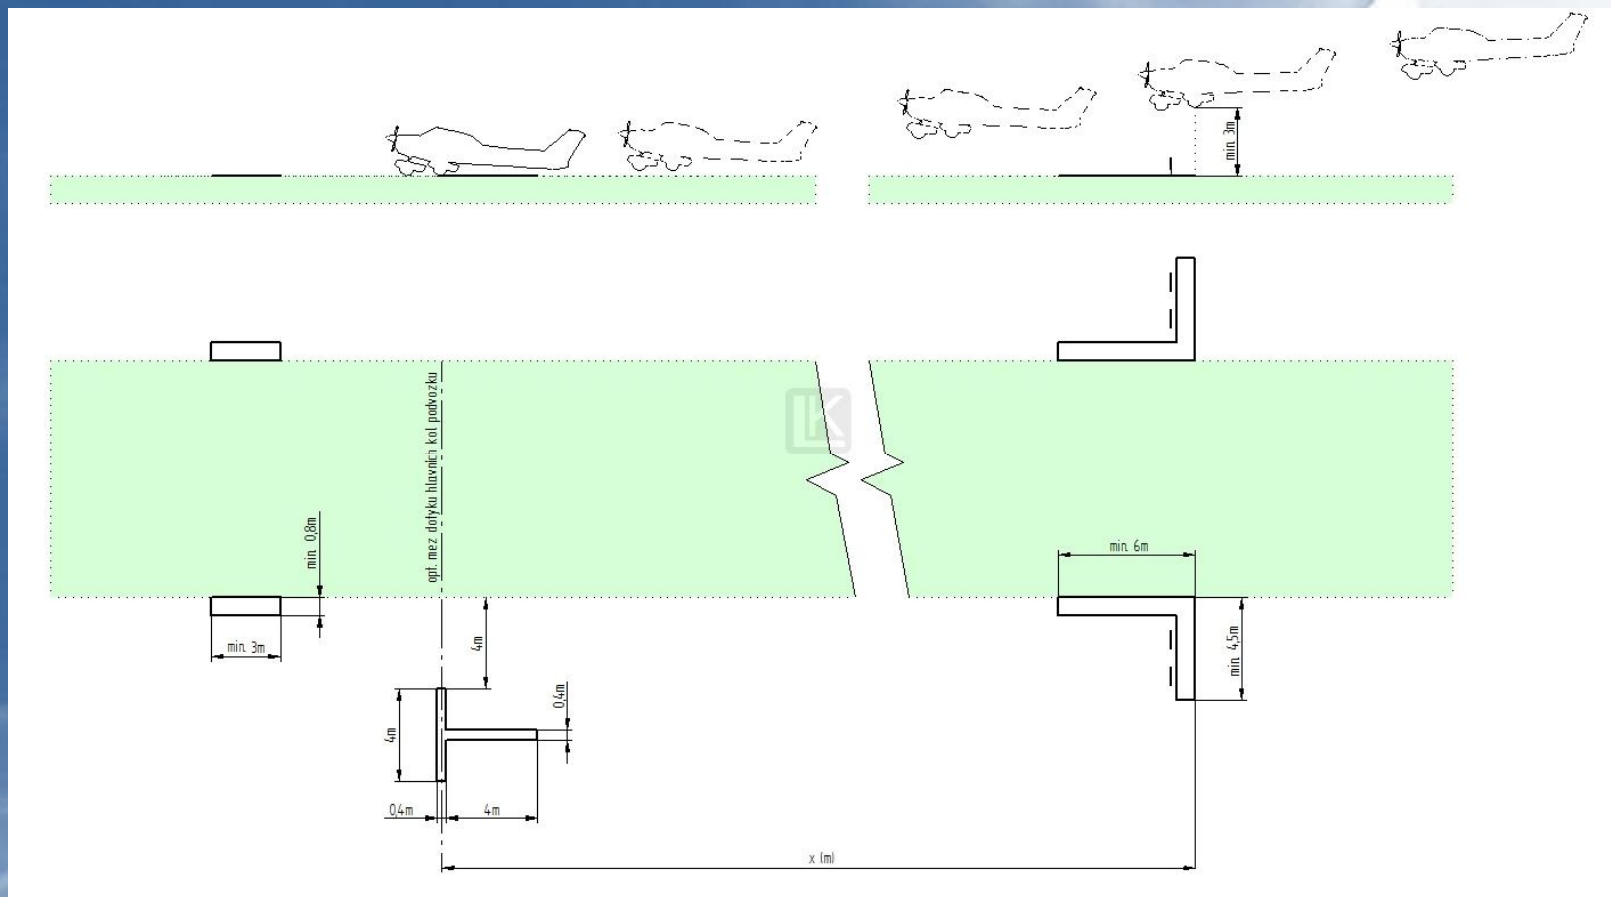 min. 3m
opt. mez dotyku hlavních kol podvozku
min. 0,8m
min. 3m
4m
4m
0,4m
0,4m
4m
min. 6m
min. 4,5m
x (m)
LK